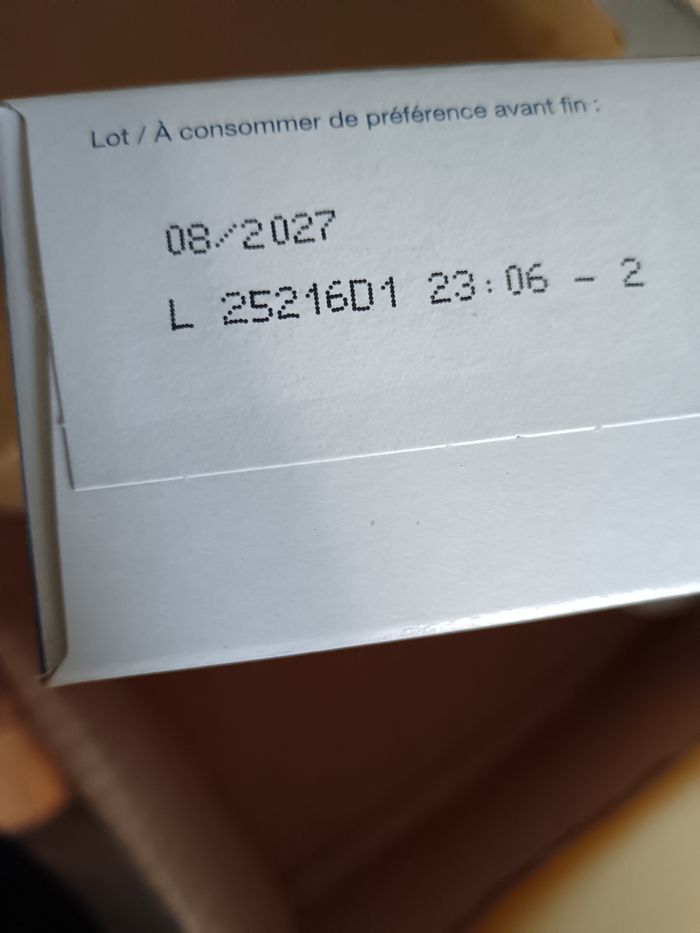 Lot / À consommer de préférence avant fin :
08/2027
L 25216D1 23:06 - 2